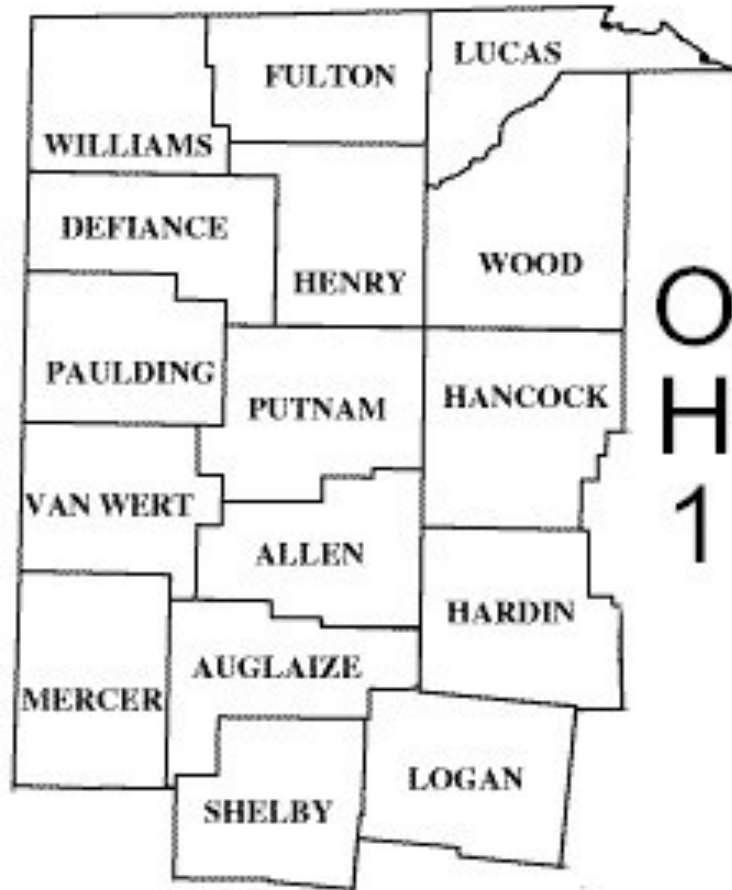 LUCAS
FULTON
WILLIAMS
DEFIANCE
WOOD
HENRY
O
H
1
PAULDING
PUTNAM
HANCOCK
VAN WERT
ALLEN
HARDIN
AUGLAIZE
MERCER
LOGAN
SHELBY